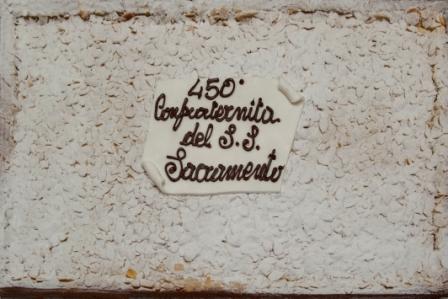 450°
Confraternita
del S.S.
Sacramento